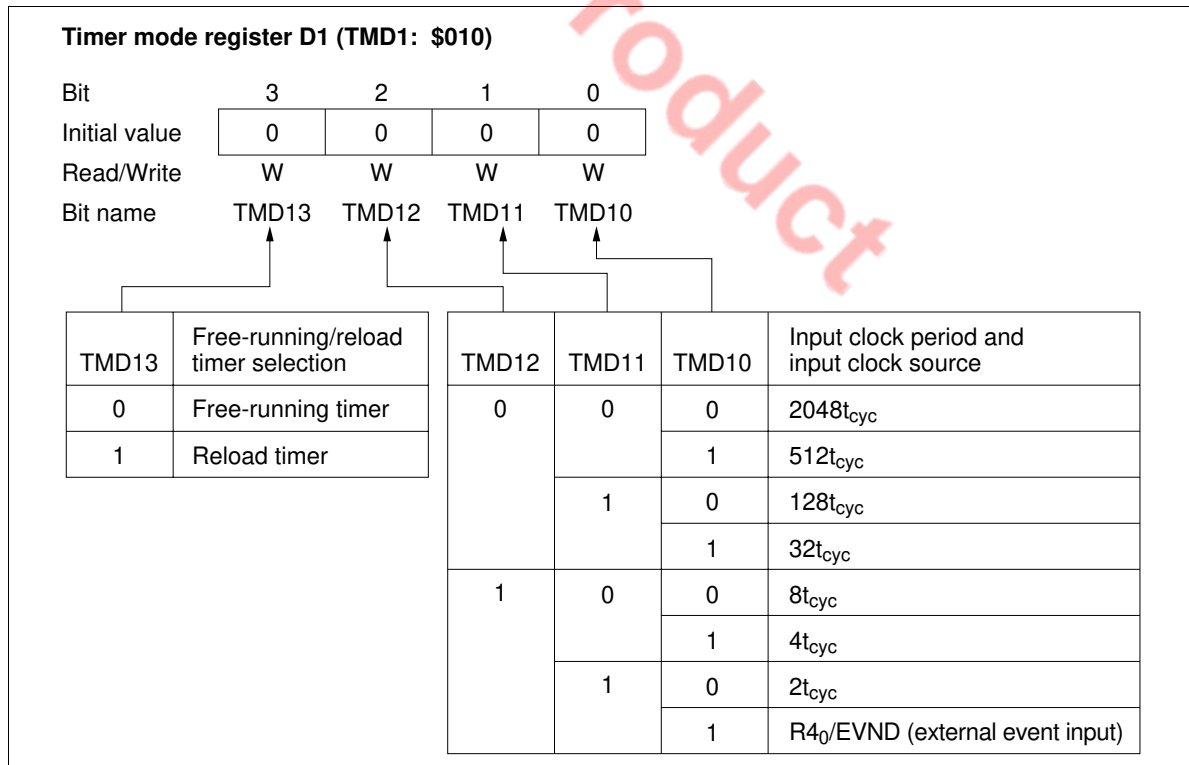 Timer mode register D1 (TMD1: $010)
Bit 3 2 1 0
Initial value 0 0 0 0
Read/Write W W W W
Bit name TMD13 TMD12 TMD11 TMD10
TMD13 Free-running/reload timer selection
0 Free-running timer
1 Reload timer
TMD12 TMD11 TMD10 Input clock period and input clock source
0 0 0 2048tcyc
1 512tcyc
1 0 128tcyc
1 32tcyc
1 0 0 8tcyc
1 4tcyc
1 0 2tcyc
1 R40/EVND (external event input)
roduct